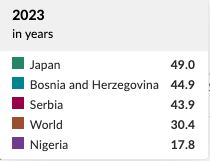 2023
in years
Japan 49.0
Bosnia and Herzegovina 44.9
Serbia 43.9
World 30.4
Nigeria 17.8